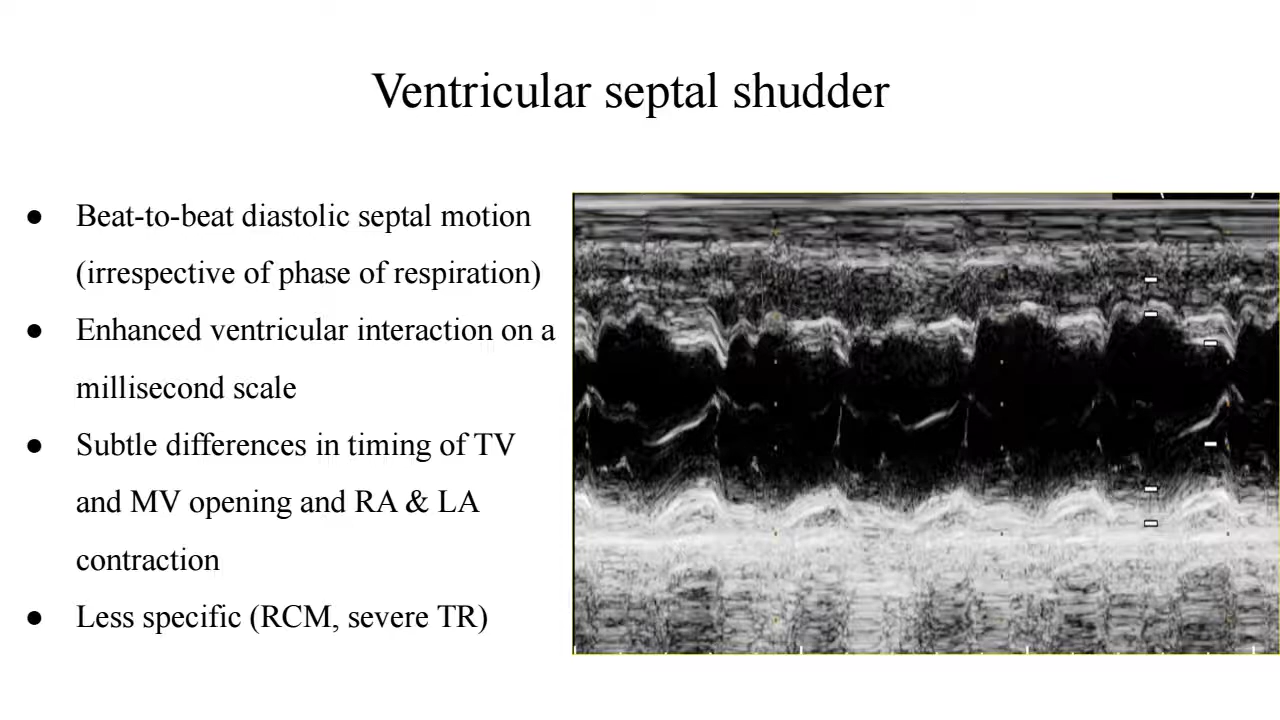 Ventricular septal shudder
● Beat-to-beat diastolic septal motion
(irrespective of phase of respiration)
● Enhanced ventricular interaction on a
millisecond scale
● Subtle differences in timing of TV
and MV opening and RA & LA
contraction
● Less specific (RCM, severe TR)